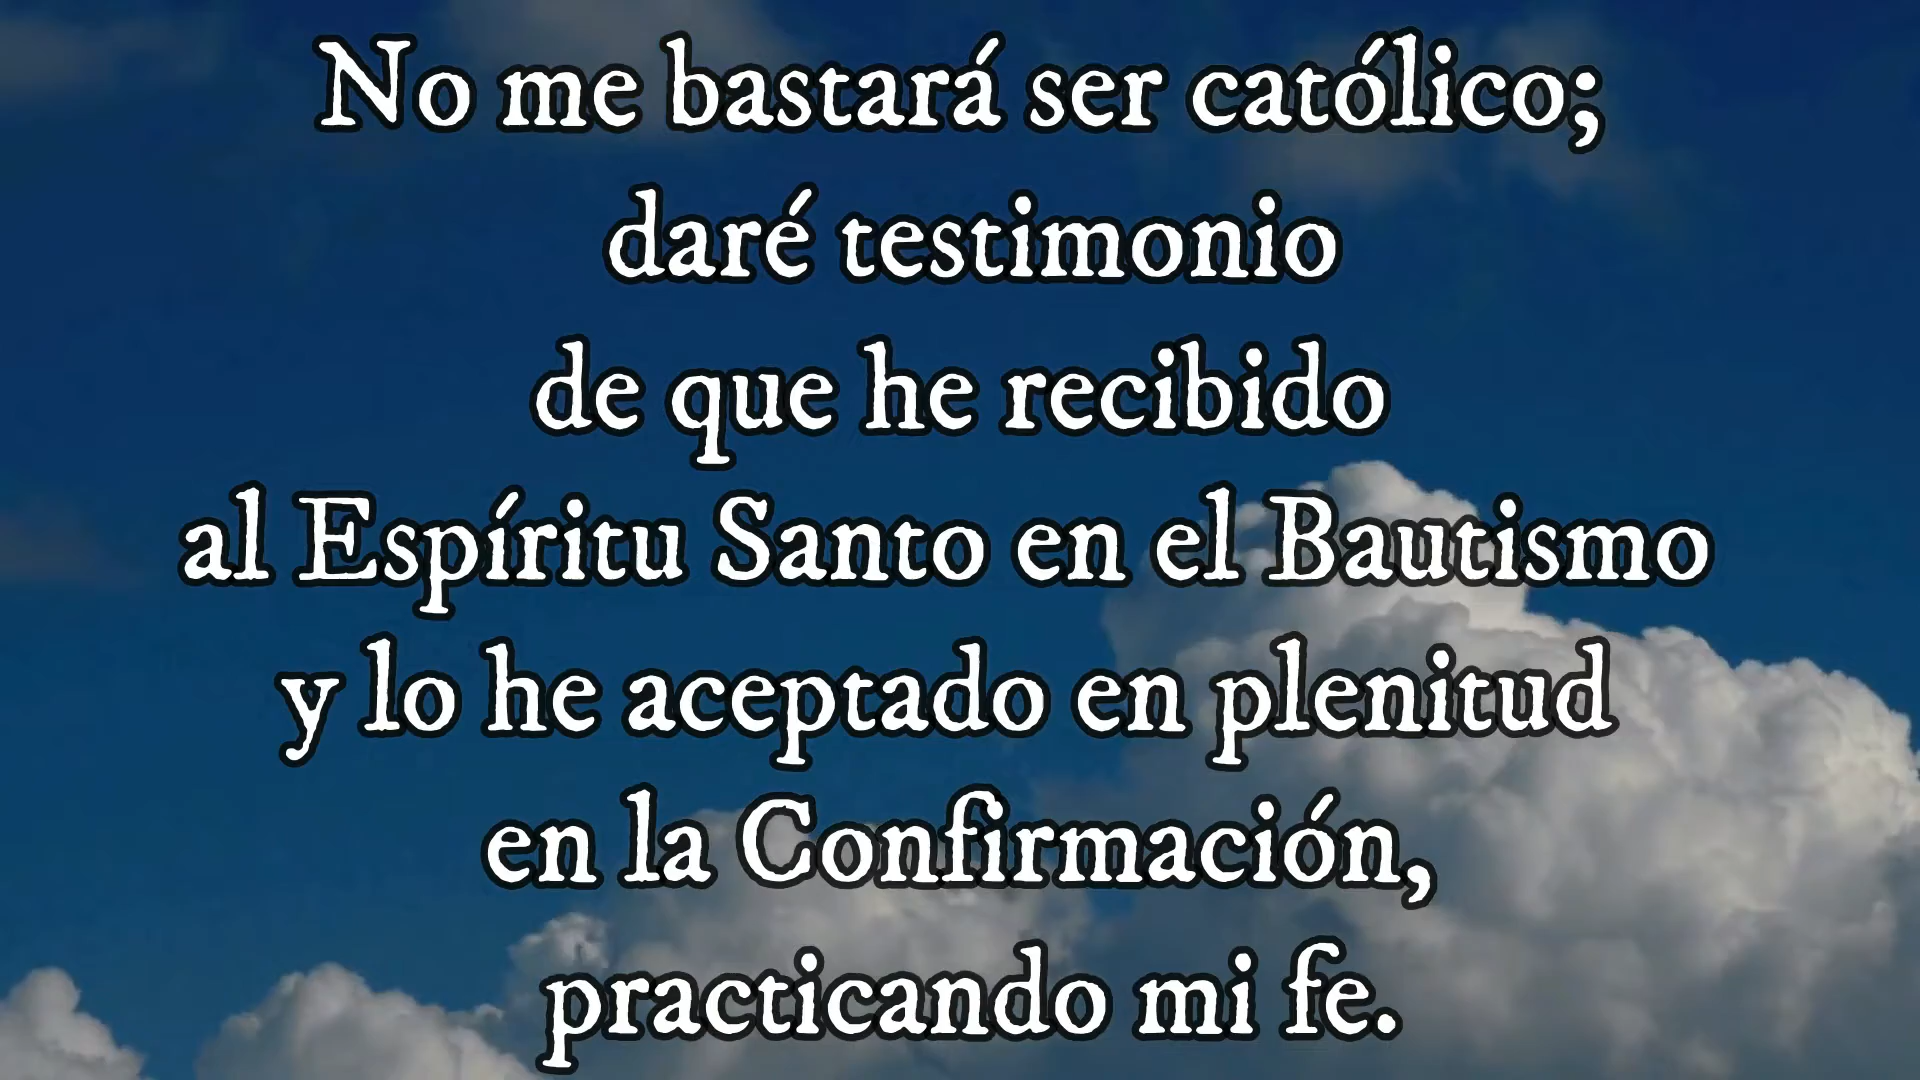 No me bastará ser católico;
daré testimonio
de que he recibido
al Espíritu Santo en el Bautismo
y lo he aceptado en plenitud
en la Confirmación,
practicando mi fe.